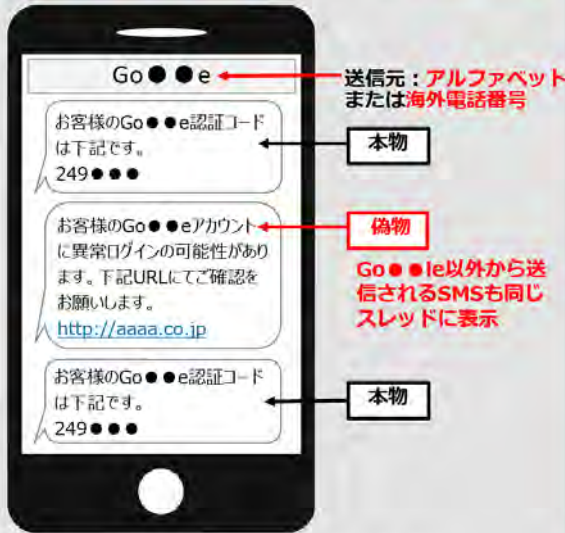 Go●●e
送信元：アルファベット
または海外電話番号
お客様のGo●●e認証コード
は下記です。
249●●●
本物
お客様のGo●●eアカウント
に異常ログインの可能性があり
ます。下記URLにてご確認を
お願いします。
http://aaaa.co.jp
偽物
Go●●le以外から送
信されるSMSも同じ
スレッドに表示
お客様のGo●●e認証コード
は下記です。
249●●●
本物